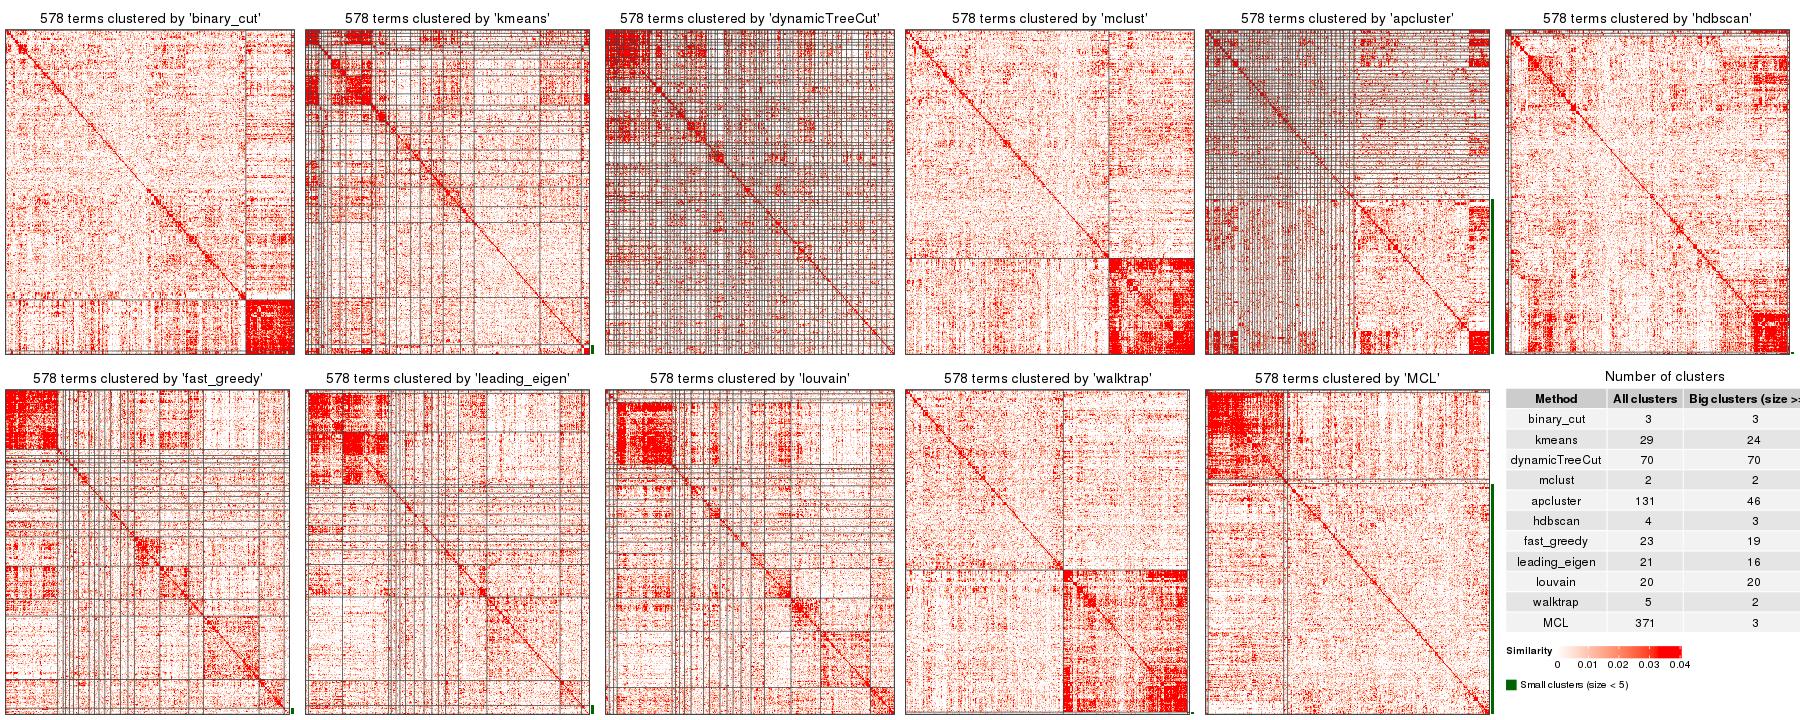 578 terms clustered by 'binary_cut'
578 terms clustered by 'kmeans'
578 terms clustered by 'dynamicTreeCut'
578 terms clustered by 'mclust'
578 terms clustered by 'apcluster'
578 terms clustered by 'hdbscan'
578 terms clustered by 'fast_greedy'
578 terms clustered by 'leading_eigen'
578 terms clustered by 'louvain'
578 terms clustered by 'walktrap'
578 terms clustered by 'MCL'
Number of clusters
Method All clusters Big clusters (size >
binary_cut 3 3
kmeans 29 24
dynamicTreeCut 70 70
mclust 2 2
apcluster 131 46
hdbscan 4 3
fast_greedy 23 19
leading_eigen 21 16
louvain 20 20
walktrap 5 2
MCL 371 3
Similarity
0 0.01 0.02 0.03 0.04
Small clusters (size < 5)